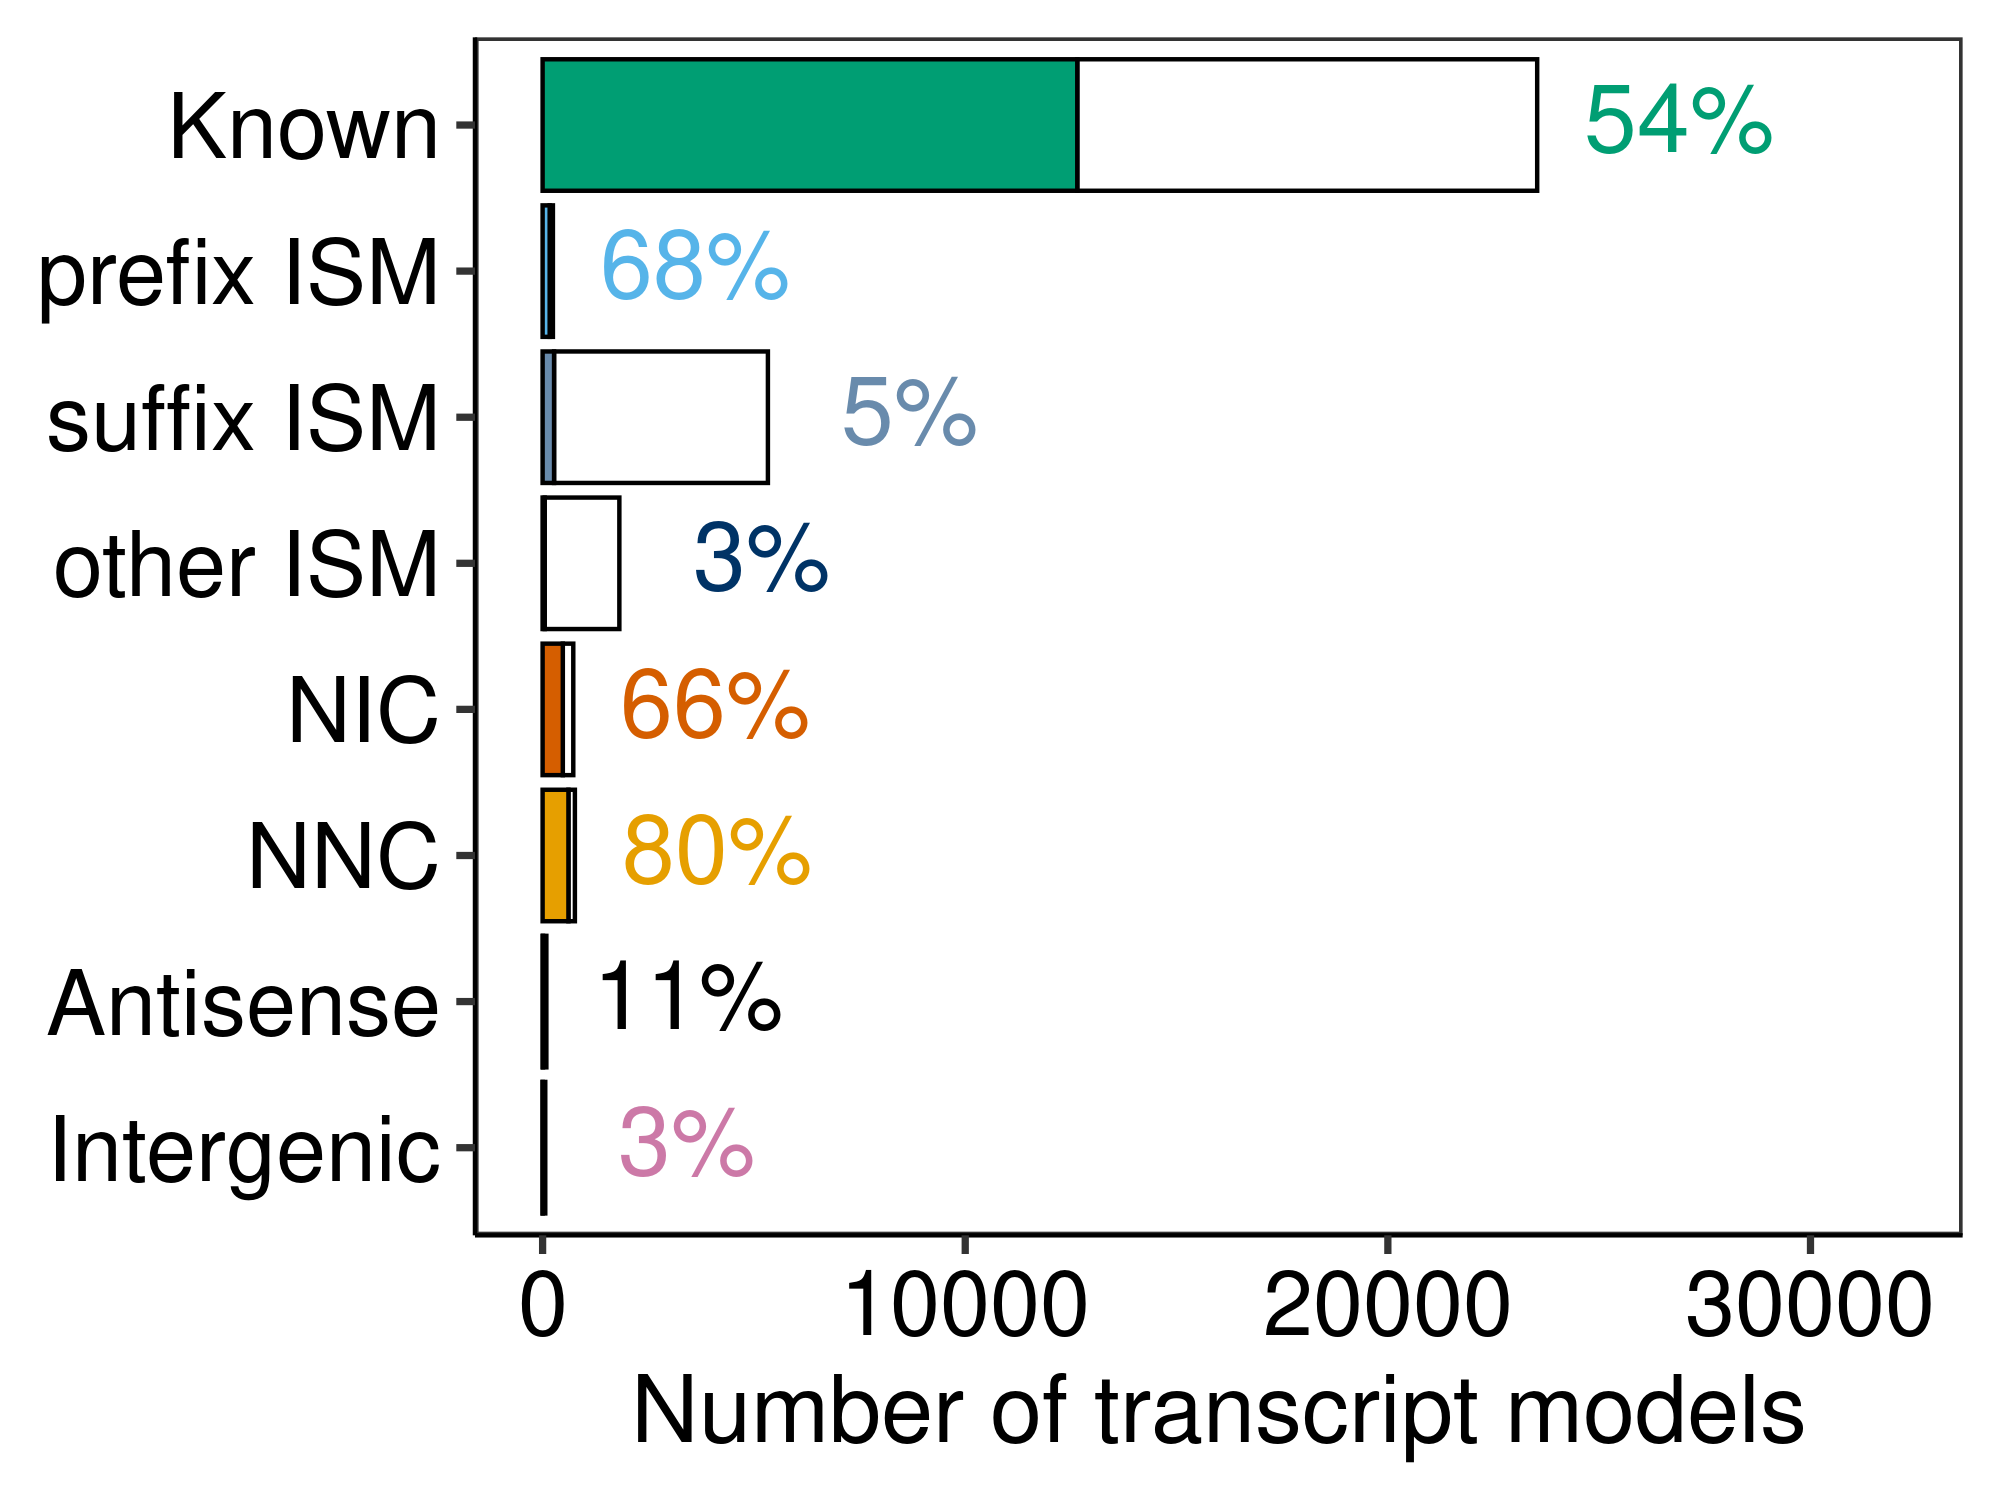 Known 54%
prefix ISM 68%
suffix ISM 5%
other ISM 3%
NIC 66%
NNC 80%
Antisense 11%
Intergenic 3%
0 10000 20000 30000
Number of transcript models